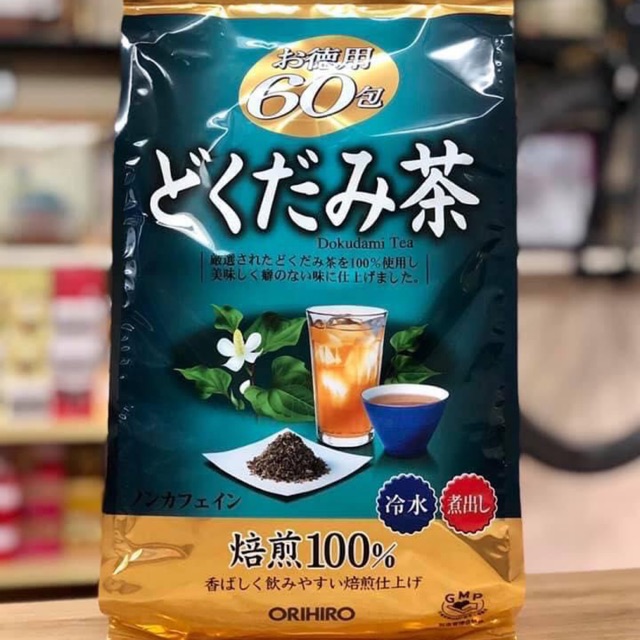 お徳用
60包
どくだみ茶
Dokudami Tea
厳選されたどくだみ茶を100%使用し
美味しく癖のない味に仕上げました。
ノンカフェイン
冷水
煮出し
焙煎100%
香ばしく飲みやすい焙煎仕上げ
GMP
ORIHIRO